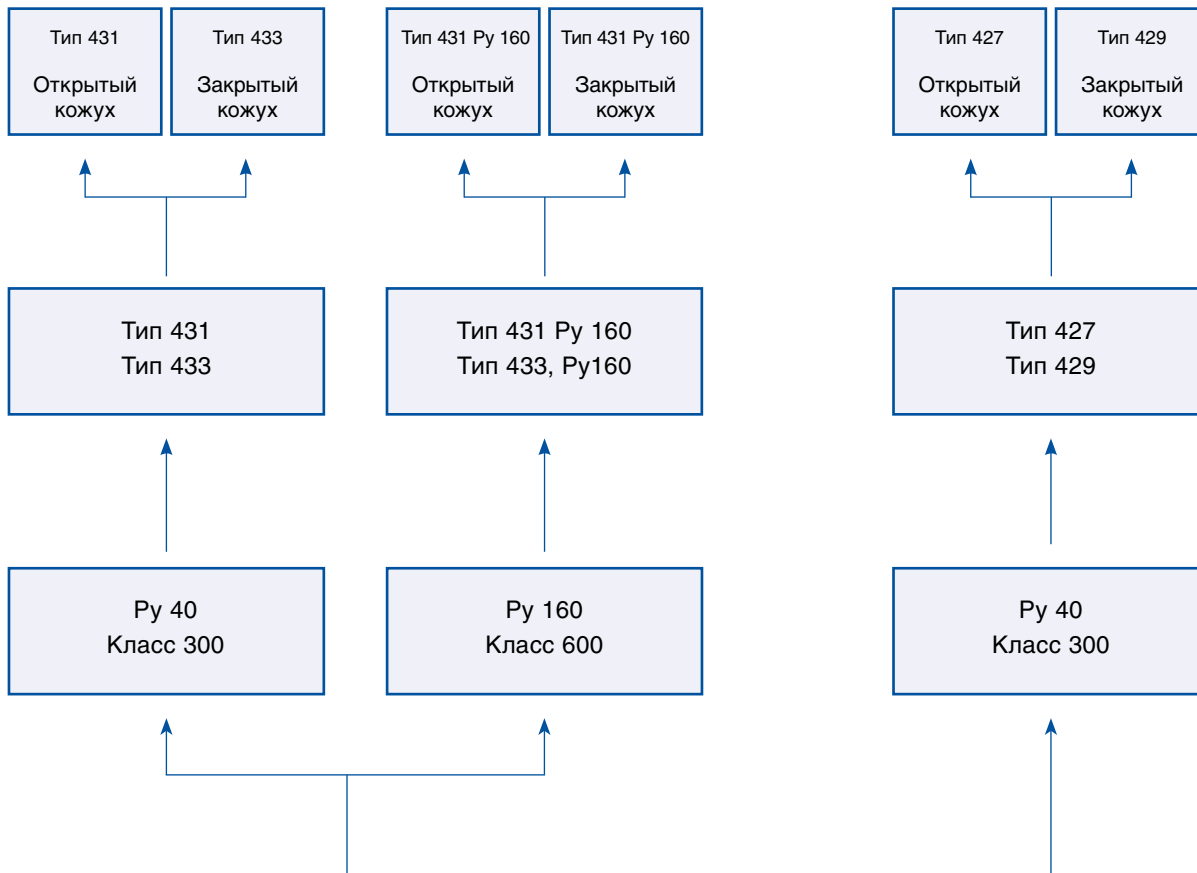 Тип 431
Открытый
кожух
Тип 433
Закрытый
кожух
Тип 431 Ру 160
Открытый
кожух
Тип 431 Ру 160
Закрытый
кожух
Тип 427
Открытый
кожух
Тип 429
Закрытый
кожух
Тип 431
Тип 433
Тип 431 Ру 160
Тип 433, Ру160
Тип 427
Тип 429
Ру 40
Класс 300
Ру 160
Класс 600
Ру 40
Класс 300